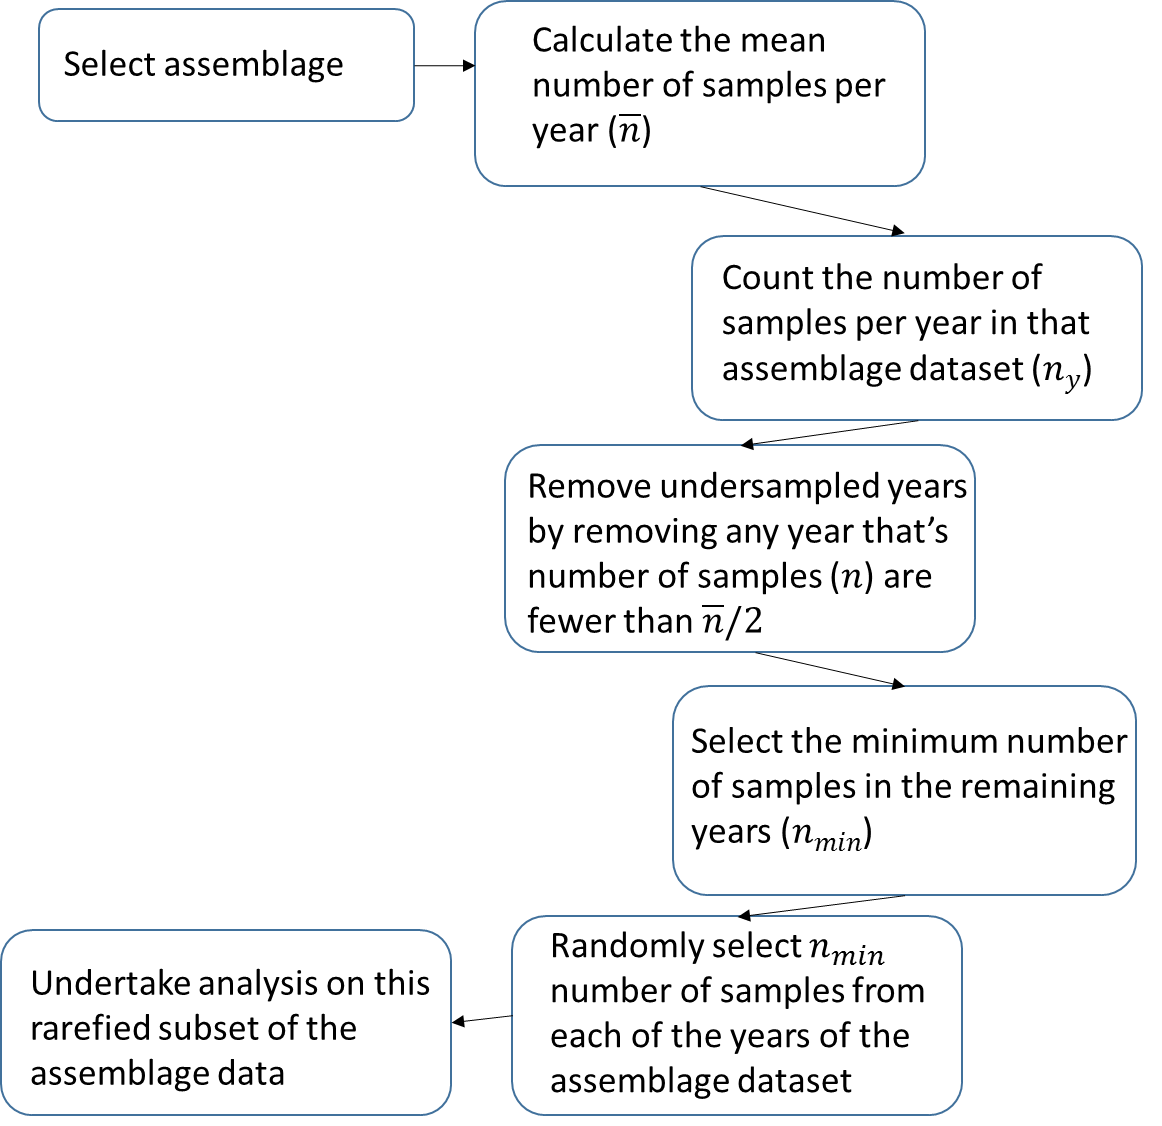 Select assemblage
Calculate the mean
number of samples per
year (n̅)
Count the number of
samples per year in that
assemblage dataset (nᵧ)
Remove undersampled years
by removing any year that’s
number of samples (n) are
fewer than n̅/2
Select the minimum number
of samples in the remaining
years (n_min)
Randomly select n_min
number of samples from
each of the years of the
assemblage dataset
Undertake analysis on this
rarefied subset of the
assemblage data